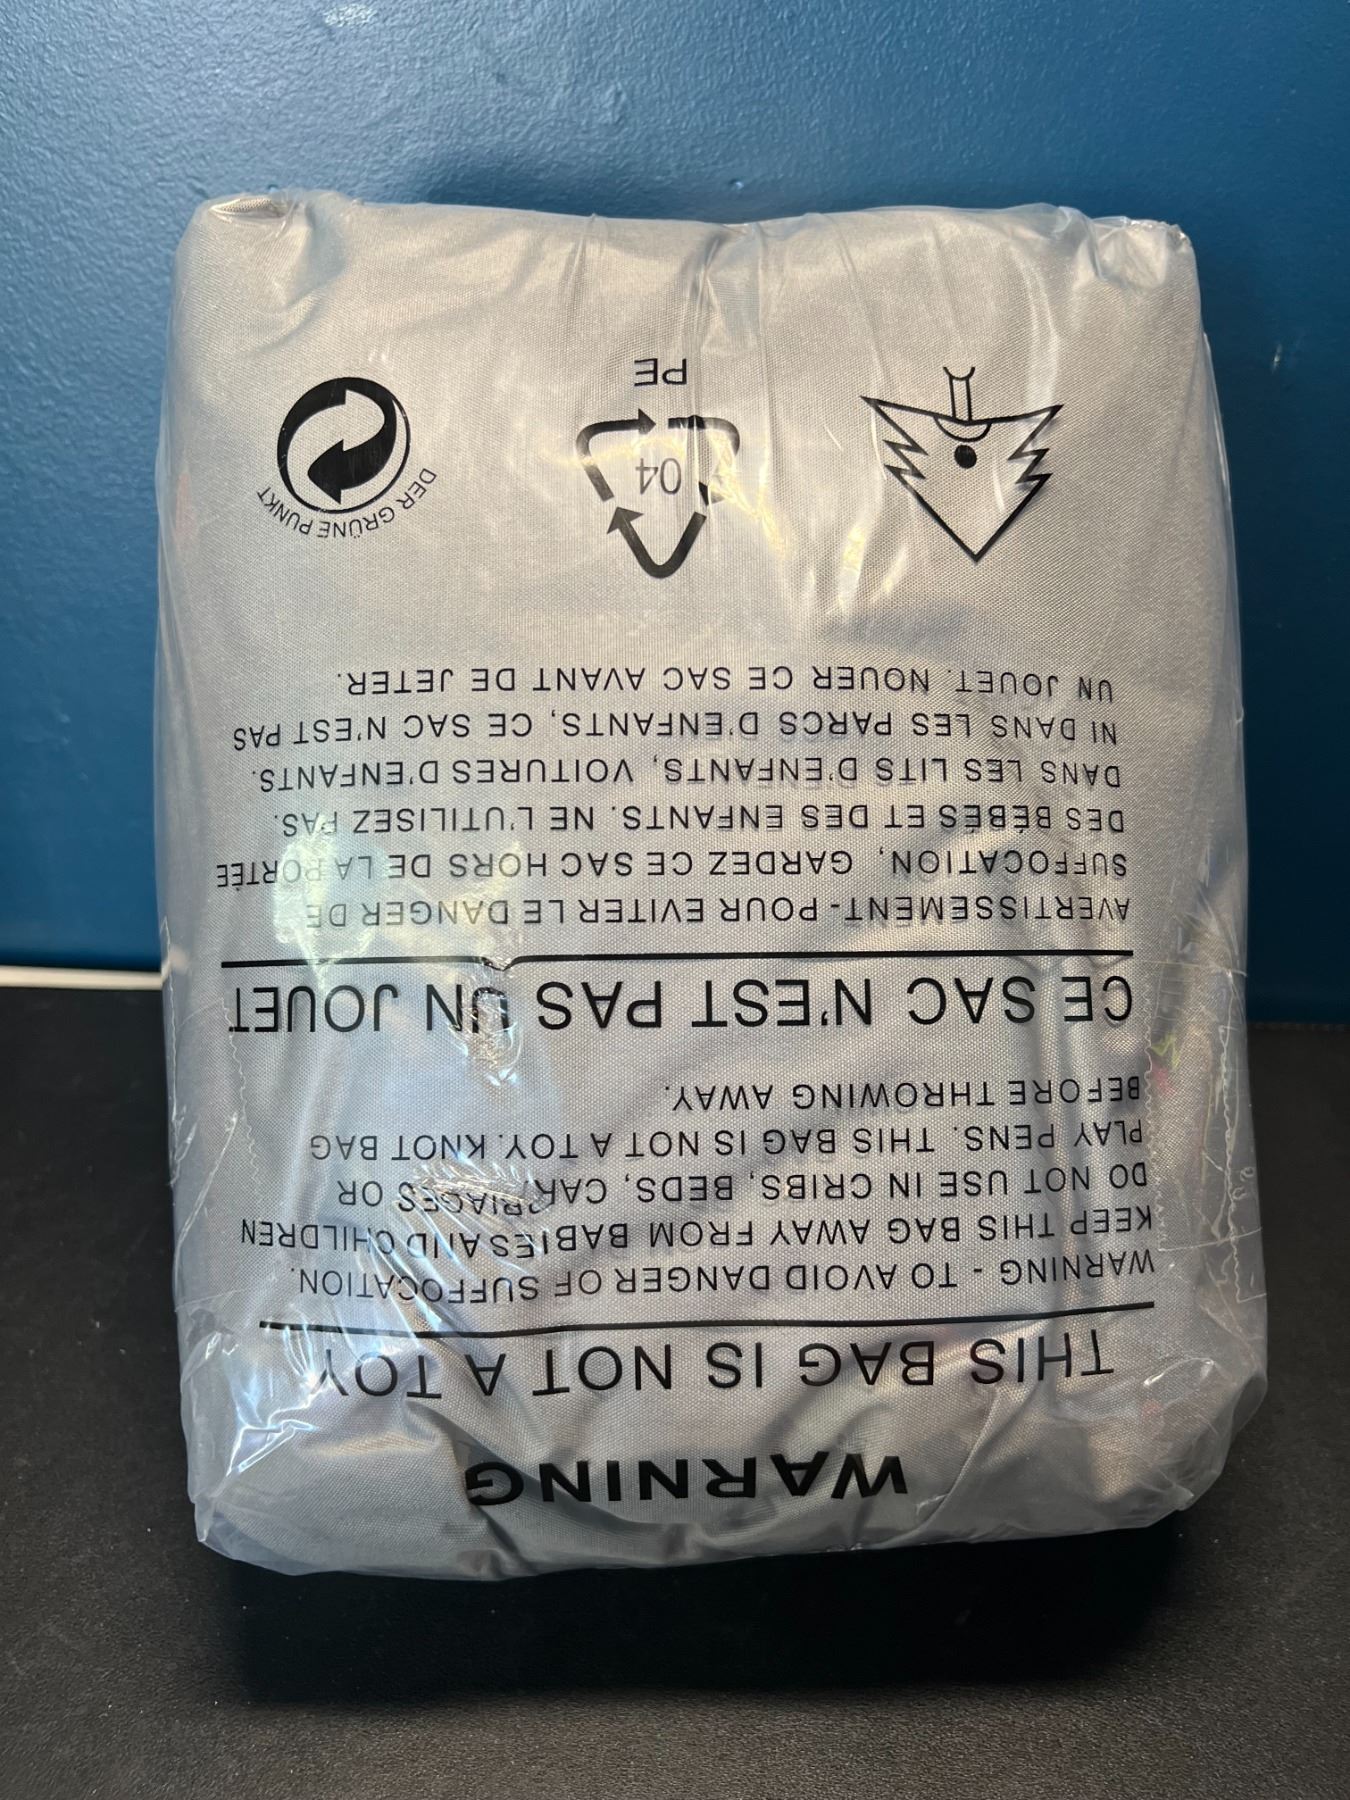 WARNING
THIS BAG IS NOT A TOY
WARNING - TO AVOID DANGER OF SUFFOCATION.
KEEP THIS BAG AWAY FROM BABIES AND CHILDREN
DO NOT USE IN CRIBS, BEDS, CARRIAGES OR
PLAY PENS. THIS BAG IS NOT A TOY. KNOT BAG
BEFORE THROWING AWAY.
CE SAC N'EST PAS UN JOUET
AVERTISSEMENT-POUR EVITER LE DANGER DE
SUFFOCATION, GARDEZ CE SAC HORS DE LA PORTÉE
DES BÉBÉS ET DES ENFANTS. NE L'UTILISEZ PAS.
DANS LES LITS D'ENFANTS, VOITURES D'ENFANTS.
NI DANS LES PARCS D'ENFANTS, CE SAC N'EST PAS
UN JOUET. NOUER CE SAC AVANT DE JETER.
04
PE
DER GRÜNE PUNKT